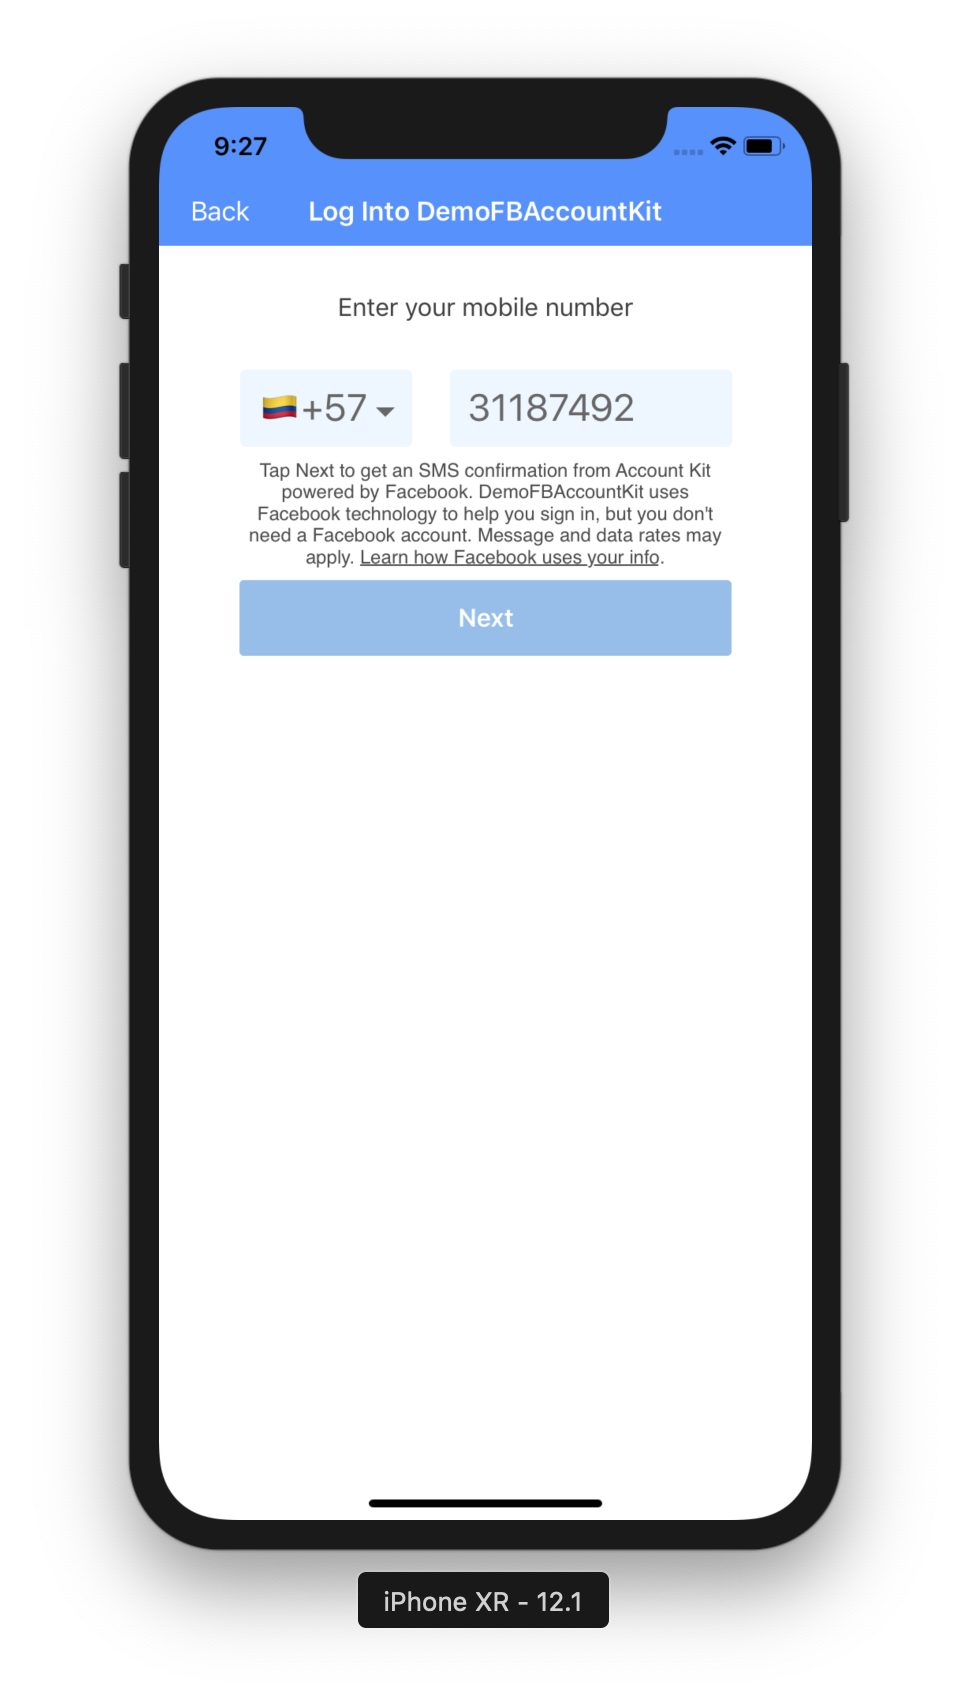 9:27
Back Log Into DemoFBAccountKit
Enter your mobile number
+57 31187492
Tap Next to get an SMS confirmation from Account Kit
powered by Facebook. DemoFBAccountKit uses
Facebook technology to help you sign in, but you don't
need a Facebook account. Message and data rates may
apply. Learn how Facebook uses your info.
Next
iPhone XR - 12.1